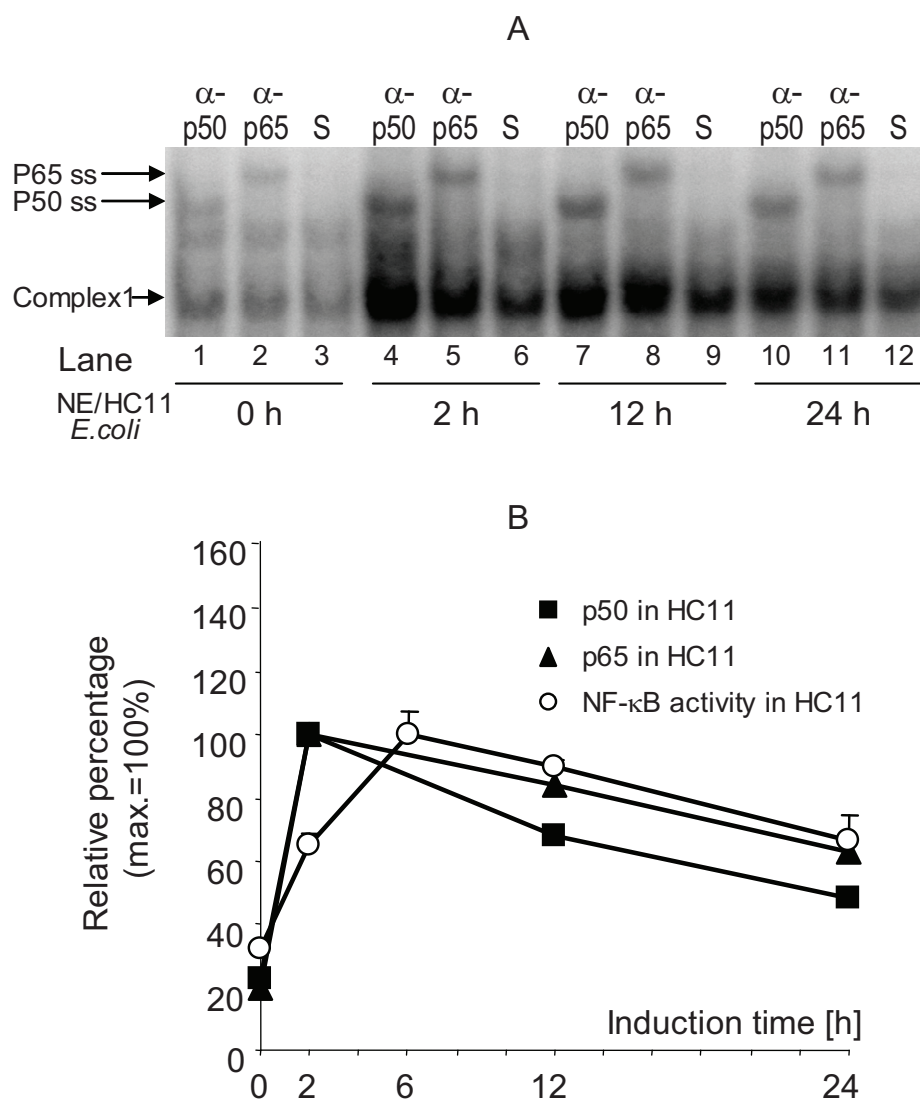 A
α- α- α- α- α- α- α- α-
p50 p65 S p50 p65 S p50 p65 S p50 p65 S
P65 ss
P50 ss
Complex1
Lane 1 2 3 4 5 6 7 8 9 10 11 12
NE/HC11 0 h 2 h 12 h 24 h
E.coli
B
Relative percentage
(max.=100%)
160
140
120
100
80
60
40
20
0
p50 in HC11
p65 in HC11
NF-κB activity in HC11
Induction time [h]
0 2 6 12 24